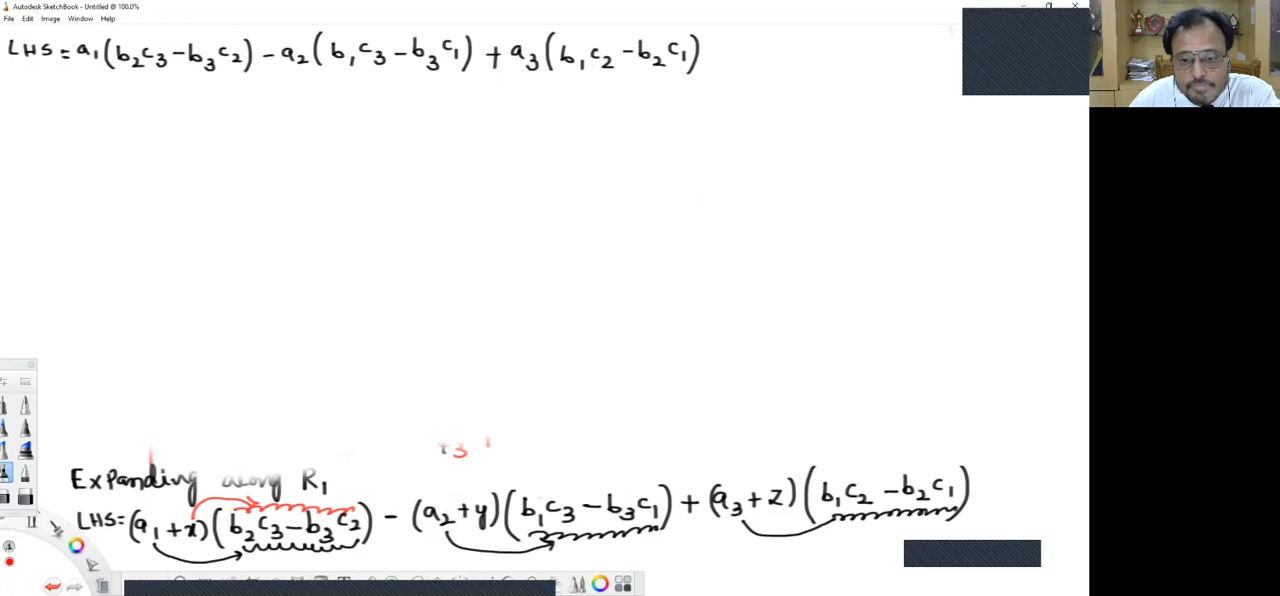 Autodesk SketchBook - Untitled @ 100.0%
File Edit Image Window Help
LHS = a₁(b₂c₃ - b₃c₂) - a₂(b₁c₃ - b₃c₁) + a₃(b₁c₂ - b₂c₁)
Expanding along R₁
LHS = (a₁ + x)(b₂c₃ - b₃c₂) - (a₂ + y)(b₁c₃ - b₃c₁) + (a₃ + z)(b₁c₂ - b₂c₁)